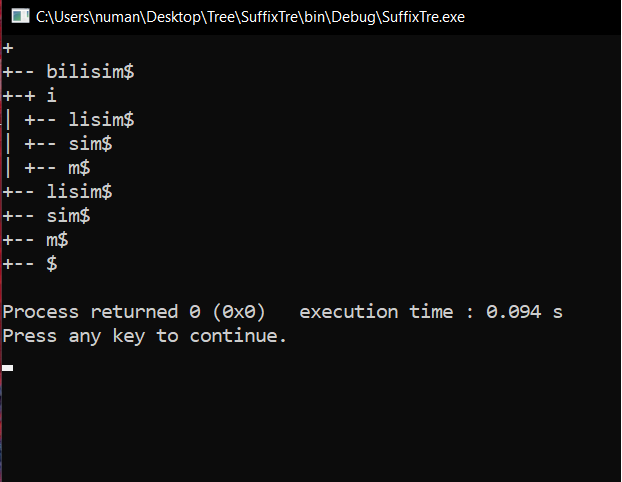 C:\Users\numan\Desktop\Tree\SuffixTre\bin\Debug\SuffixTre.exe
+
+-- bilisim$
+-+ i
| +-- lisim$
| +-- sim$
| +-- m$
+-- lisim$
+-- sim$
+-- m$
+-- $
Process returned 0 (0x0)   execution time : 0.094 s
Press any key to continue.